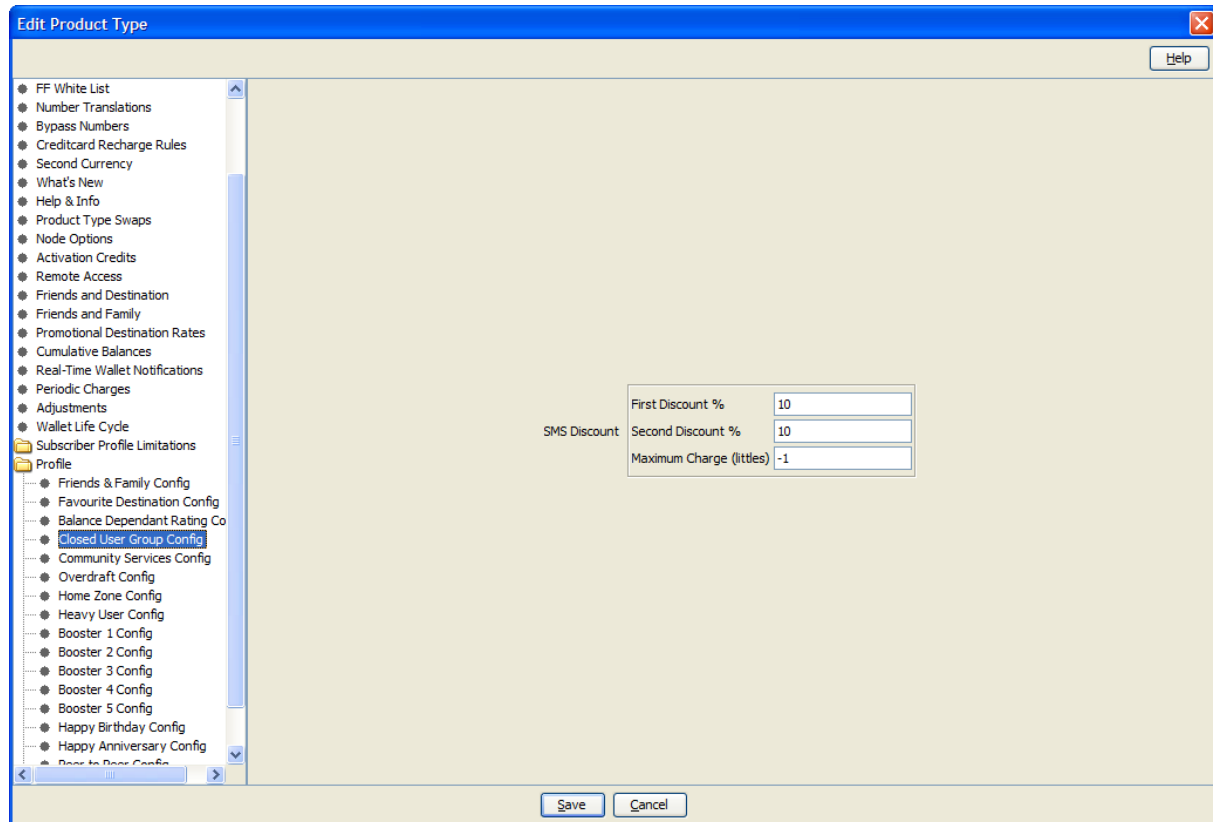 Edit Product Type
Help
FF White List
Number Translations
Bypass Numbers
Creditcard Recharge Rules
Second Currency
What's New
Help & Info
Product Type Swaps
Node Options
Activation Credits
Remote Access
Friends and Destination
Friends and Family
Promotional Destination Rates
Cumulative Balances
Real-Time Wallet Notifications
Periodic Charges
Adjustments
Wallet Life Cycle
Subscriber Profile Limitations
Profile
Friends & Family Config
Favourite Destination Config
Balance Dependant Rating Co
Closed User Group Config
Community Services Config
Overdraft Config
Home Zone Config
Heavy User Config
Booster 1 Config
Booster 2 Config
Booster 3 Config
Booster 4 Config
Booster 5 Config
Happy Birthday Config
Happy Anniversary Config
Peer to Peer Config
SMS Discount
First Discount % 10
Second Discount % 10
Maximum Charge (littles) -1
Save Cancel